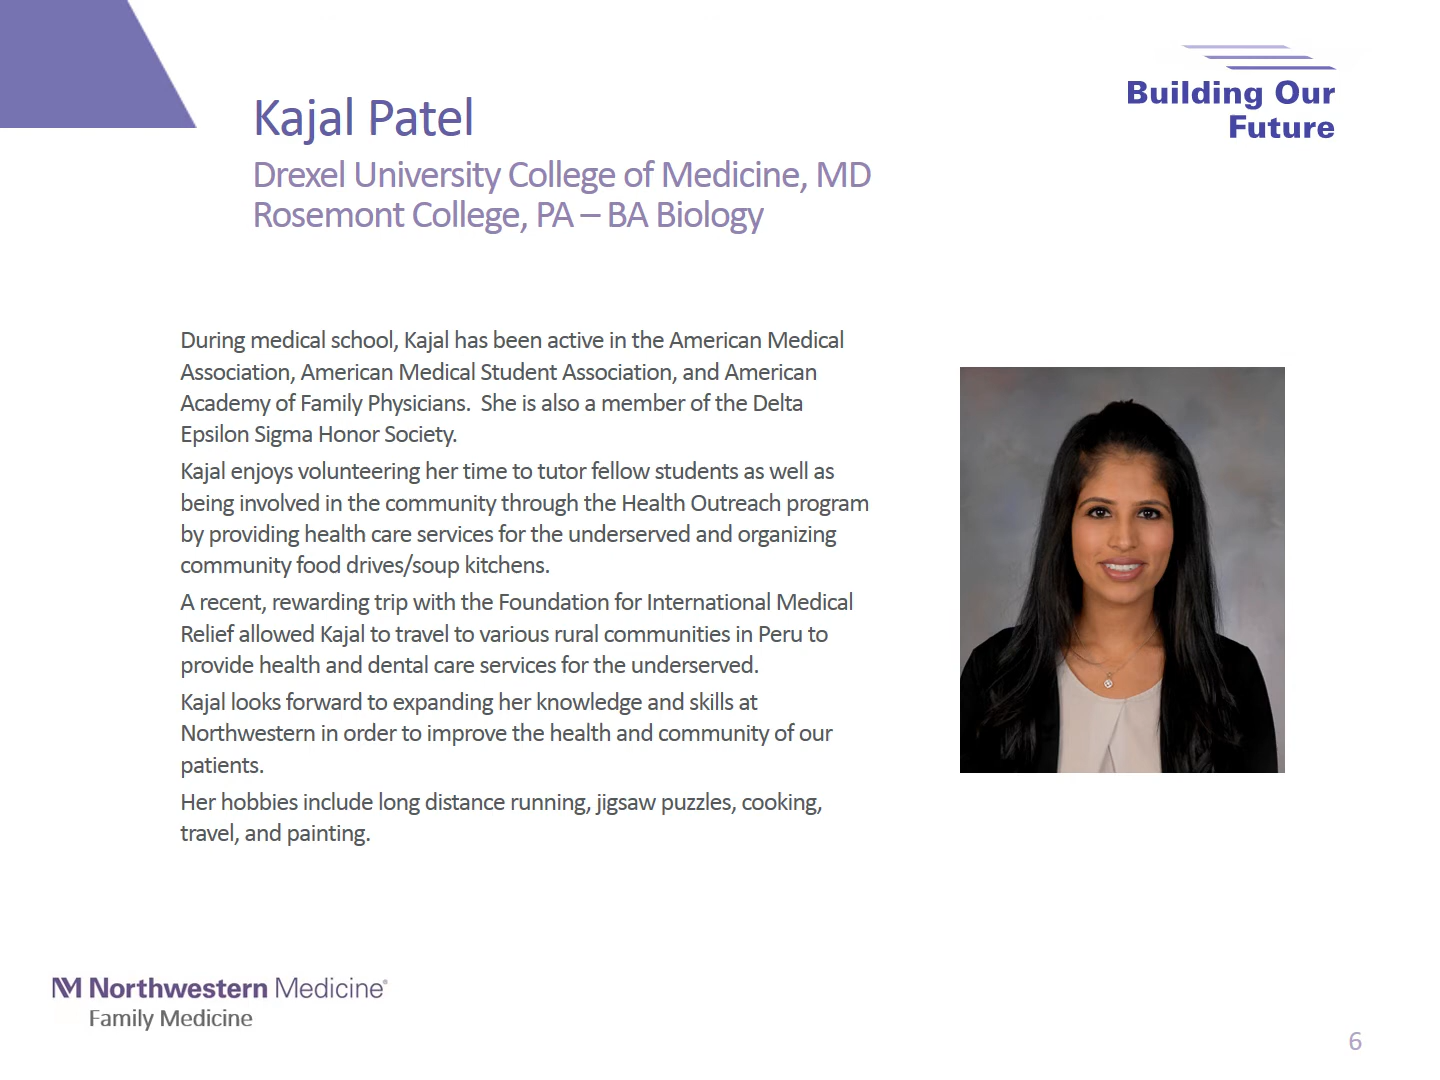 Building Our
Future
Kajal Patel
Drexel University College of Medicine, MD
Rosemont College, PA – BA Biology
During medical school, Kajal has been active in the American Medical
Association, American Medical Student Association, and American
Academy of Family Physicians.  She is also a member of the Delta
Epsilon Sigma Honor Society.
Kajal enjoys volunteering her time to tutor fellow students as well as
being involved in the community through the Health Outreach program
by providing health care services for the underserved and organizing
community food drives/soup kitchens.
A recent, rewarding trip with the Foundation for International Medical
Relief allowed Kajal to travel to various rural communities in Peru to
provide health and dental care services for the underserved.
Kajal looks forward to expanding her knowledge and skills at
Northwestern in order to improve the health and community of our
patients.
Her hobbies include long distance running, jigsaw puzzles, cooking,
travel, and painting.
NM Northwestern Medicine®
Family Medicine
6